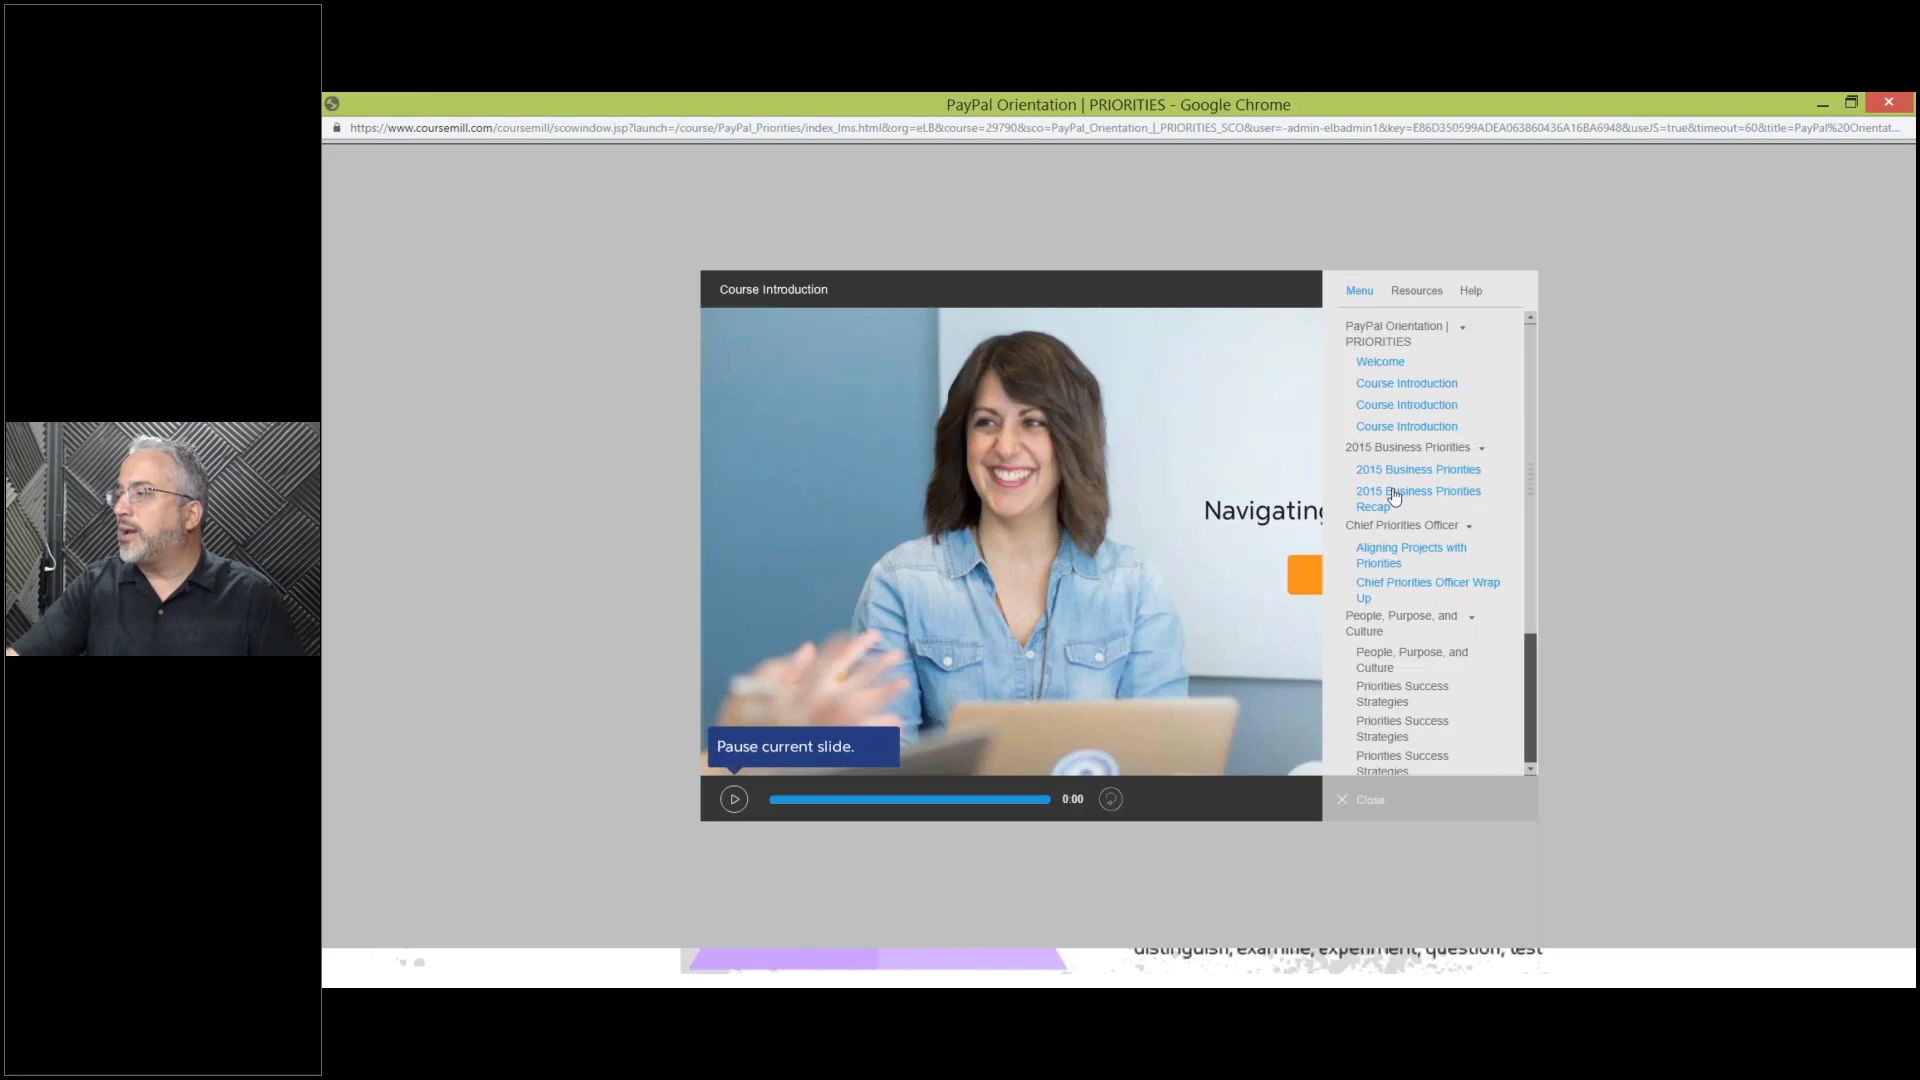 PayPal Orientation | PRIORITIES - Google Chrome
https://www.coursemill.com/coursemill/scowindow.jsp?launch=/course/PayPal_Priorities/index_lms.html&org=eLB&course=29790&sco=PayPal_Orientation_|_PRIORITIES_SCO&user=-admin-elbadmin1&key=E86D350599ADEA063860436A16BA6948&useJS=true&timeout=60&title=PayPal%20Orientat...
Course Introduction
Navigating
Pause current slide.
0:00
Menu Resources Help
PayPal Orientation |
PRIORITIES
Welcome
Course Introduction
Course Introduction
Course Introduction
2015 Business Priorities
2015 Business Priorities
2015 Business Priorities
Recap
Chief Priorities Officer
Aligning Projects with
Priorities
Chief Priorities Officer Wrap
Up
People, Purpose, and
Culture
People, Purpose, and
Culture
Priorities Success
Strategies
Priorities Success
Strategies
Priorities Success
Strategies
Close
distinguish, examine, experiment, question, test